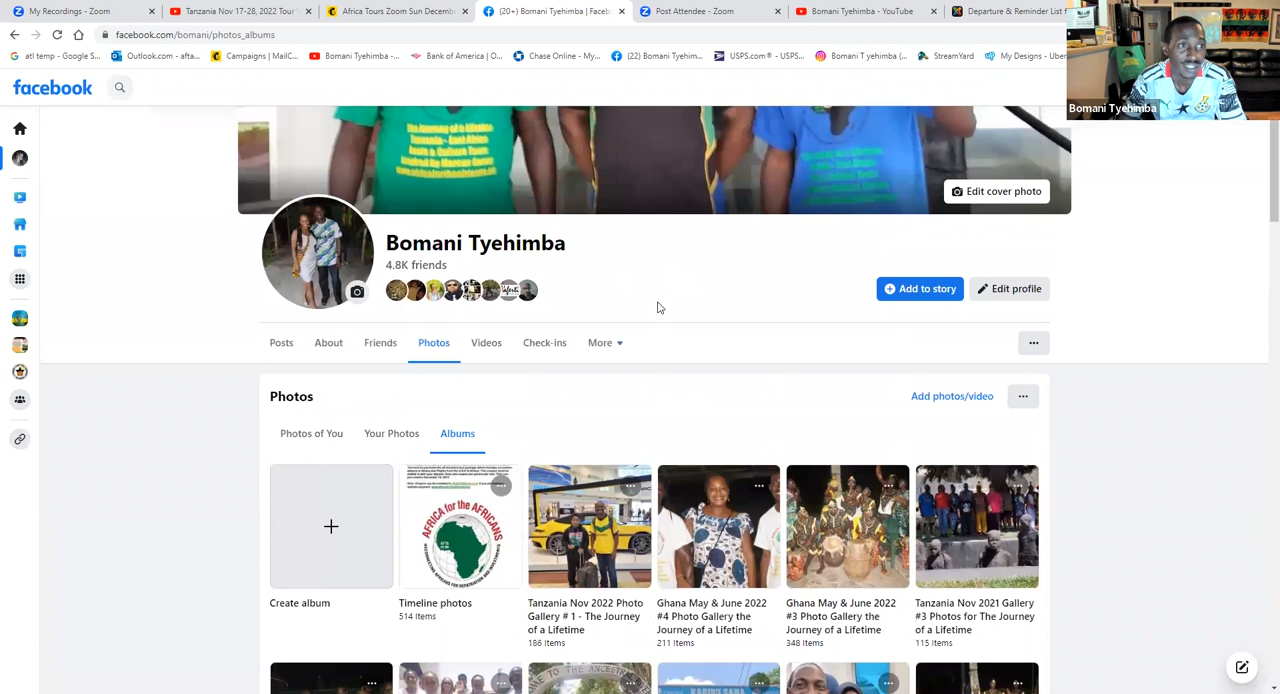 My Recordings - Zoom
Tanzania Nov 17-28, 2022 Tour
Africa Tours Zoom Sun Decemb
(20+) Bomani Tyehimba | Faceb
Post Attendee - Zoom
Bomani Tyehimba - YouTube
Departure & Reminder List f
facebook.com/bomani/photos_albums
atl temp - Google S...
Outlook.com - afta...
Campaigns | MailC...
Bomani Tyehimba -...
Bank of America | O...
Chase Online - My...
(22) Bomani Tyehim...
USPS.com® - USPS...
Bomani T yehimba (...
StreamYard
My Designs - Uber
Bomani Tyehimba
facebook
The Journey of a Lifetime
Tanzania - East Africa
Edit cover photo
Bomani Tyehimba
4.8K friends
Add to story
Edit profile
Posts
About
Friends
Photos
Videos
Check-ins
More
Photos
Add photos/video
Photos of You
Your Photos
Albums
AFRICA for the AFRICANS
Create album
Timeline photos
514 Items
Tanzania Nov 2022 Photo
Gallery # 1 - The Journey
of a Lifetime
186 Items
Ghana May & June 2022
#4 Photo Gallery the
Journey of a Lifetime
211 Items
Ghana May & June 2022
#3 Photo Gallery the
Journey of a Lifetime
348 Items
Tanzania Nov 2021 Gallery
#3 Photos for The Journey
of a Lifetime
115 Items